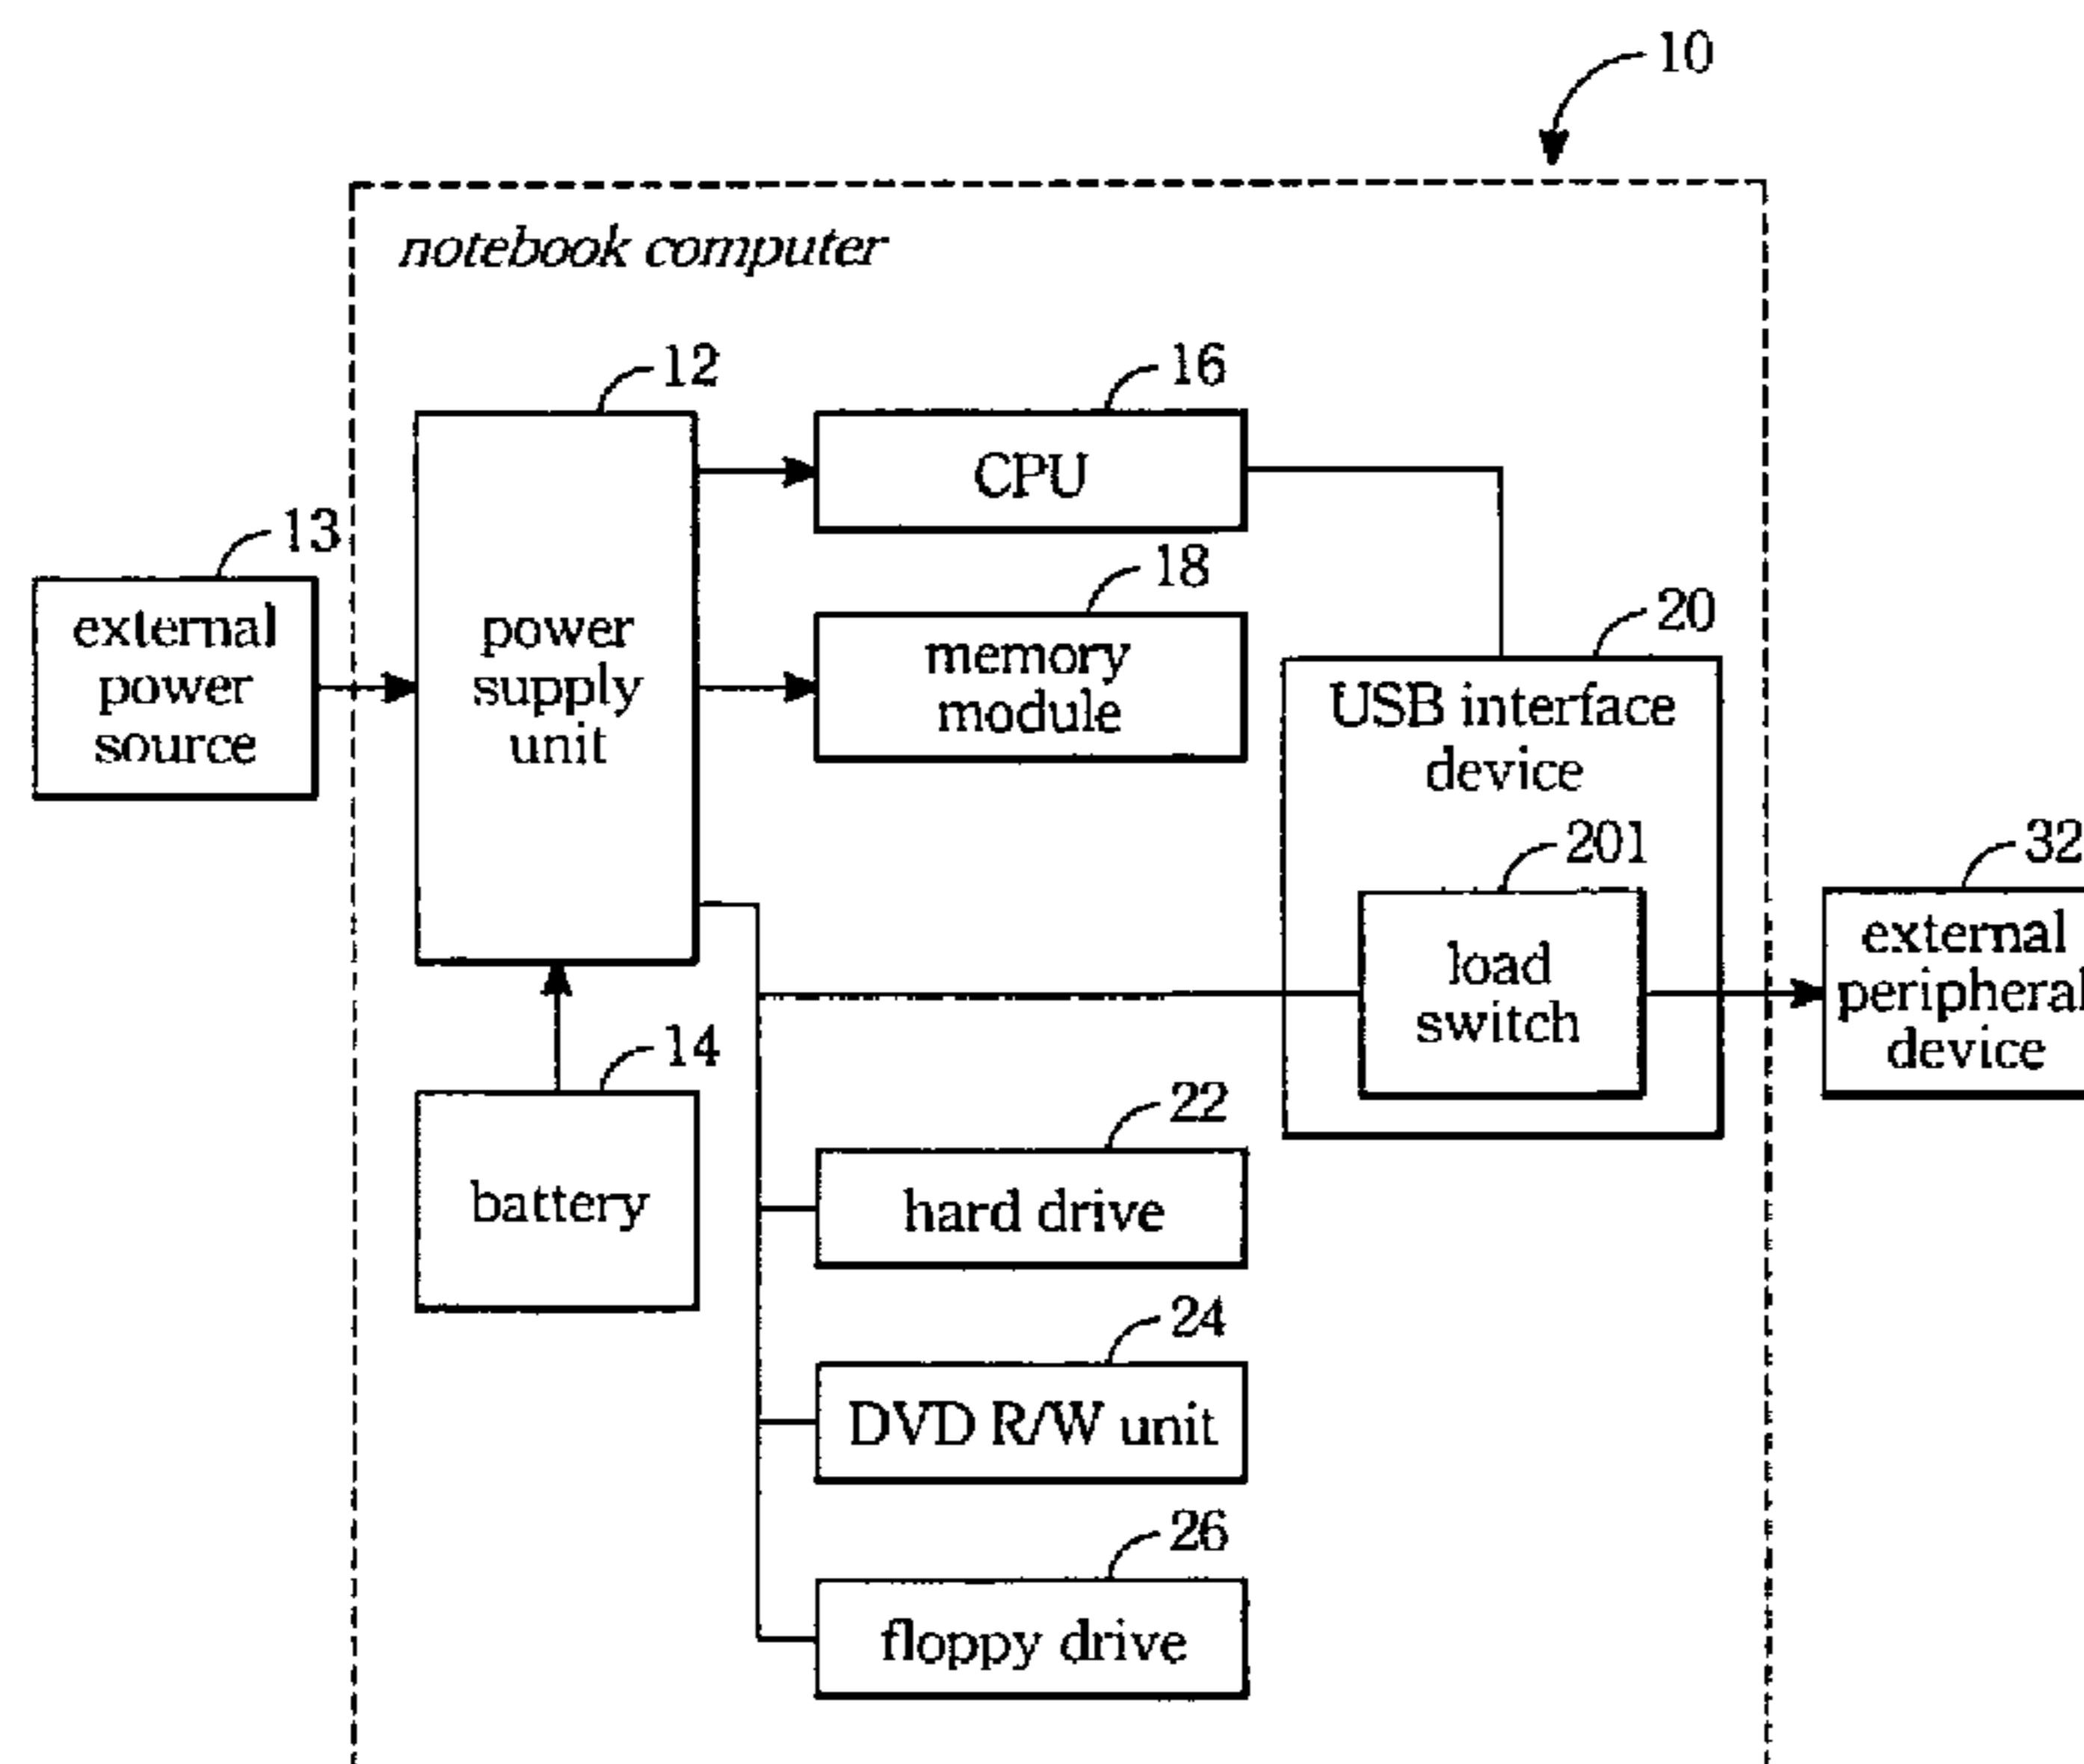 10
notebook computer
12
16
CPU
13
external
power
source
power
supply
unit
18
memory
module
20
USB interface
device
201
load
switch
32
external
peripheral
device
14
battery
22
hard drive
24
DVD R/W unit
26
floppy drive